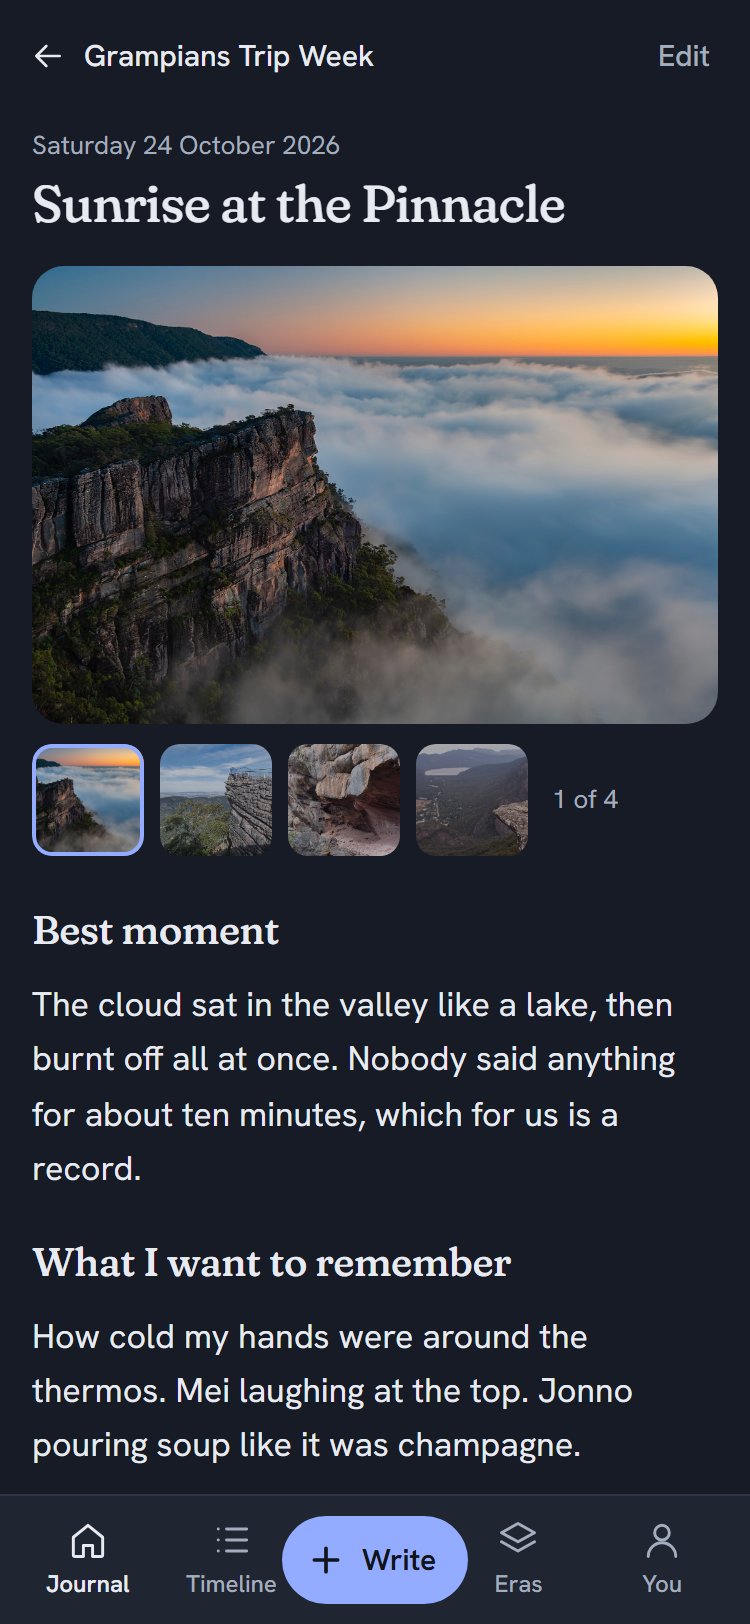 Grampians Trip Week
Edit
Saturday 24 October 2026
Sunrise at the Pinnacle
1 of 4
Best moment
The cloud sat in the valley like a lake, then
burnt off all at once. Nobody said anything
for about ten minutes, which for us is a
record.
What I want to remember
How cold my hands were around the
thermos. Mei laughing at the top. Jonno
pouring soup like it was champagne.
Journal
Timeline
Write
Eras
You